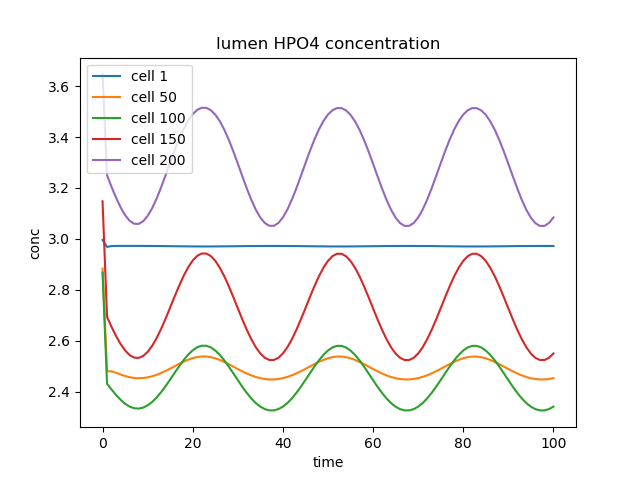 lumen HPO4 concentration
cell 1
cell 50
cell 100
cell 150
cell 200
3.6
3.4
3.2
3.0
2.8
2.6
2.4
conc
0 20 40 60 80 100
time